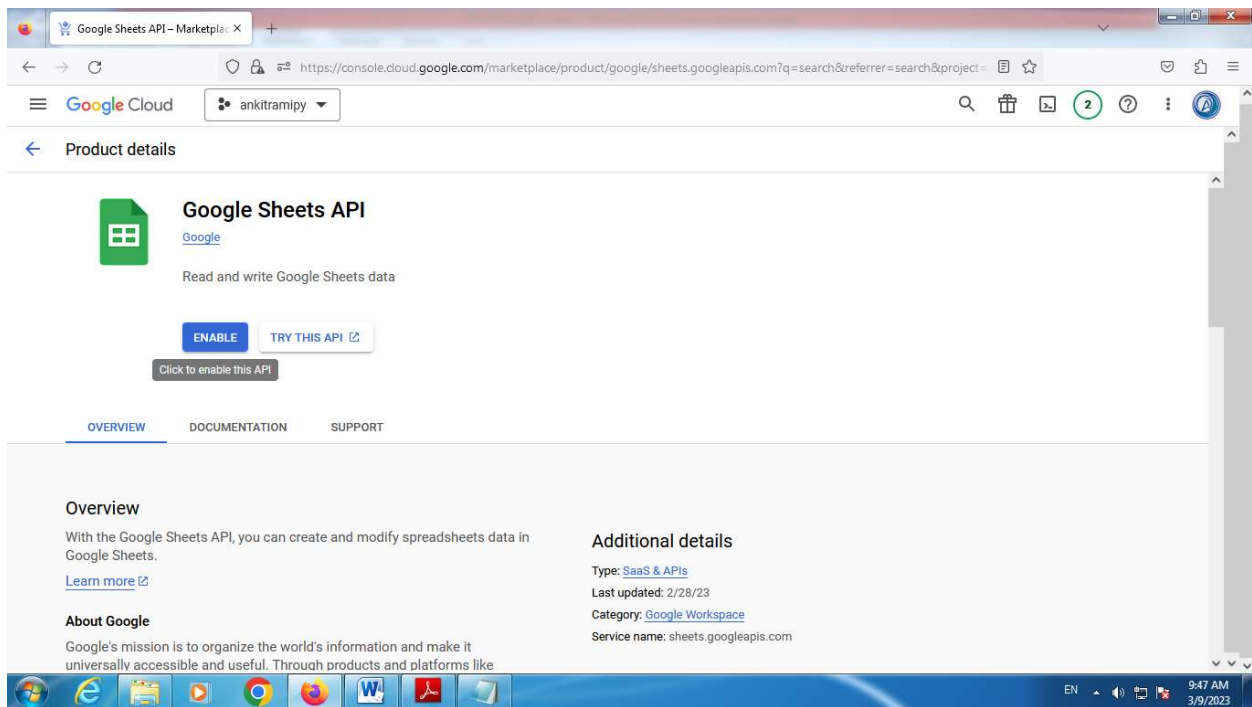 Google Sheets API – Marketplac
https://console.cloud.google.com/marketplace/product/google/sheets.googleapis.com?q=search&referrer=search&project=
Google Cloud
ankitramipy
2
Product details
Google Sheets API
Google
Read and write Google Sheets data
ENABLE
TRY THIS API
Click to enable this API
OVERVIEW
DOCUMENTATION
SUPPORT
Overview
With the Google Sheets API, you can create and modify spreadsheets data in
Google Sheets.
Learn more
About Google
Google's mission is to organize the world's information and make it
universally accessible and useful. Through products and platforms like
Additional details
Type: SaaS & APIs
Last updated: 2/28/23
Category: Google Workspace
Service name: sheets.googleapis.com
EN
9:47 AM
3/9/2023